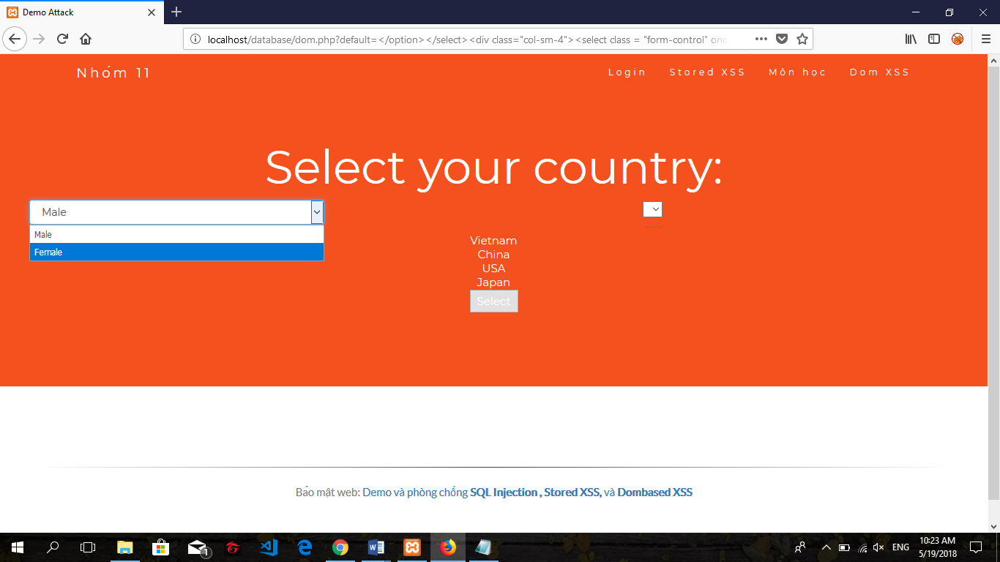 Demo Attack
localhost/database/dom.php?default=</option></select><div class="col-sm-4"><select class = "form-control" onc
Nhóm 11
Login
Stored XSS
Môn học
Dom XSS
Select your country:
Male
Male
Female
----
Vietnam
China
USA
Japan
Select
Bảo mật web: Demo và phòng chống SQL Injection , Stored XSS, và Dombased XSS
1
ENG
10:23 AM
5/19/2018